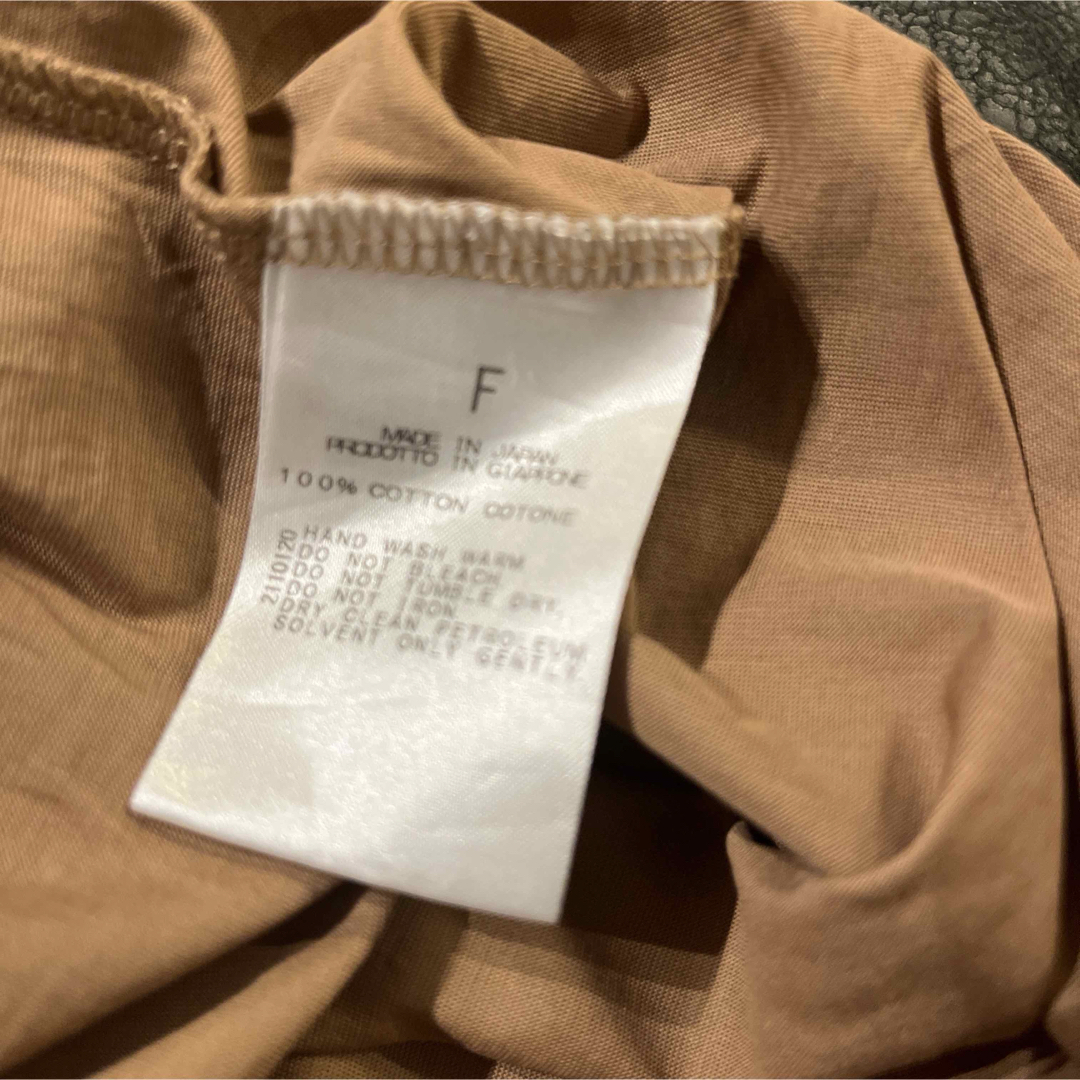 F
MADE IN JAPAN
PRODOTTO IN GIAPPONE
100% COTTON COTONE
HAND WASH WARM
DO NOT BLEACH
DO NOT TUMBLE DRY.
DO NOT IRON
DRY CLEAN PETROLEUM
SOLVENT ONLY GENTLY.
2110120